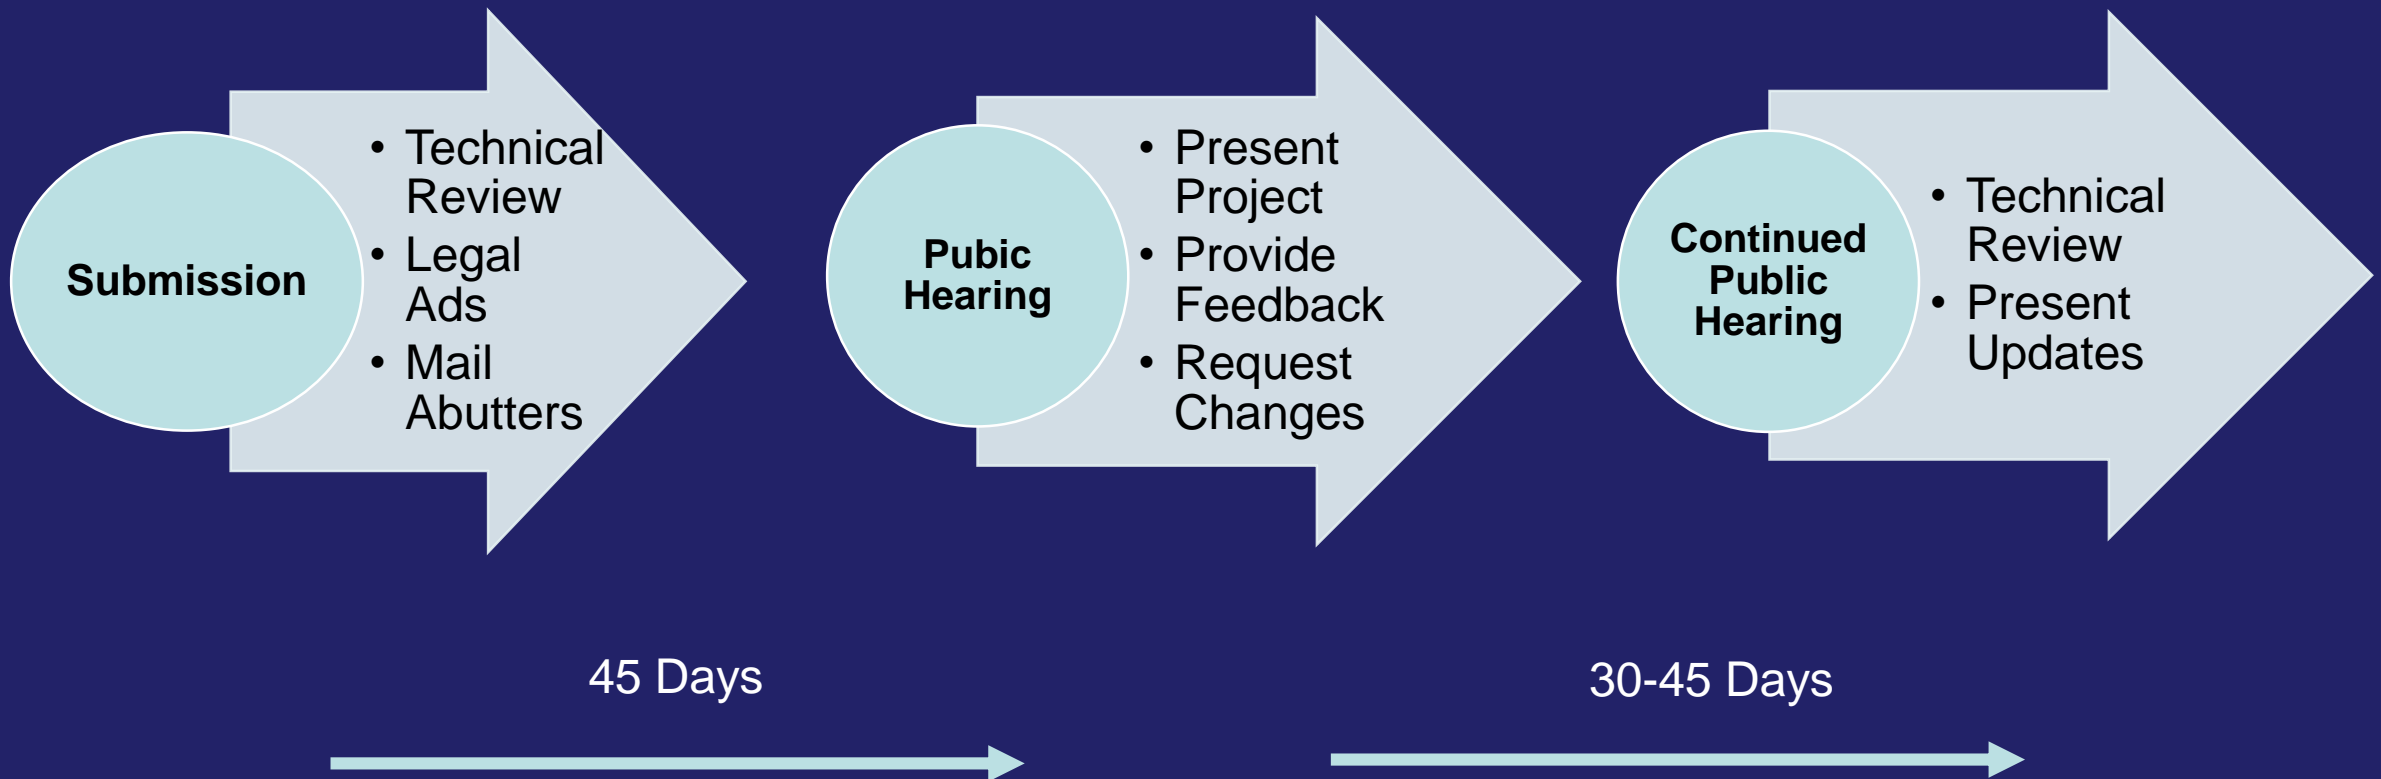 Submission
• Technical
Review
• Legal
Ads
• Mail
Abutters
Pubic
Hearing
• Present
Project
• Provide
Feedback
• Request
Changes
Continued
Public
Hearing
• Technical
Review
• Present
Updates
45 Days
30-45 Days